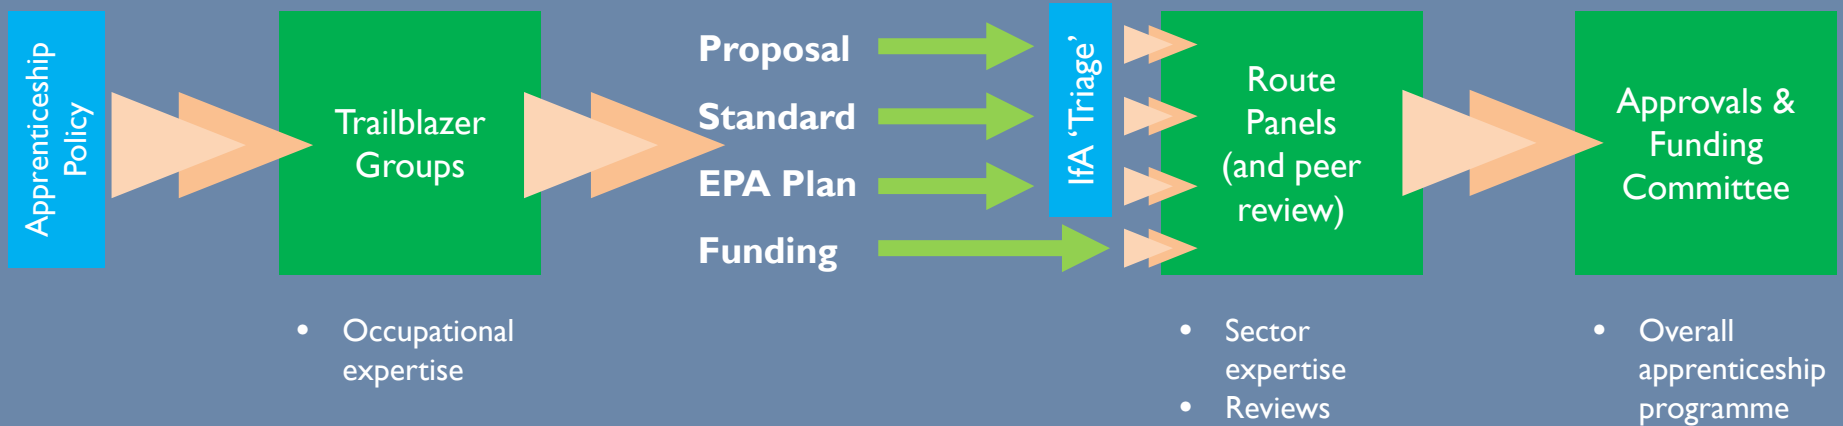 Apprenticeship
Policy
Trailblazer
Groups
Proposal
Standard
EPA Plan
Funding
IfA ‘Triage’
Route
Panels
(and peer
review)
Approvals &
Funding
Committee
• Occupational
expertise
• Sector
expertise
• Reviews
• Overall
apprenticeship
programme